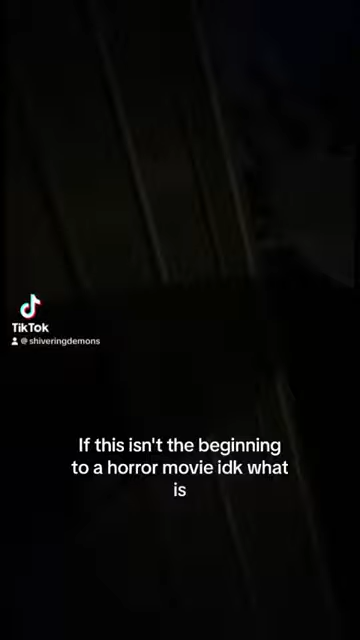 TikTok
@shiveringdemons
If this isn't the beginning
to a horror movie idk what
is